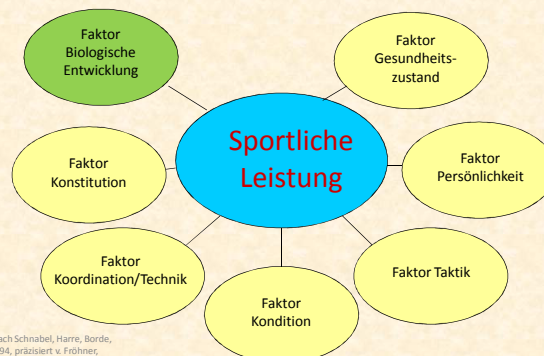 Faktor
Biologische
Entwicklung
Faktor
Gesundheits-
zustand
Sportliche
Leistung
Faktor
Konstitution
Faktor
Persönlichkeit
Faktor
Koordination/Technik
Faktor Taktik
Faktor
Kondition
ach Schnabel, Harre, Borde,
94, präzisiert v. Fröhner,